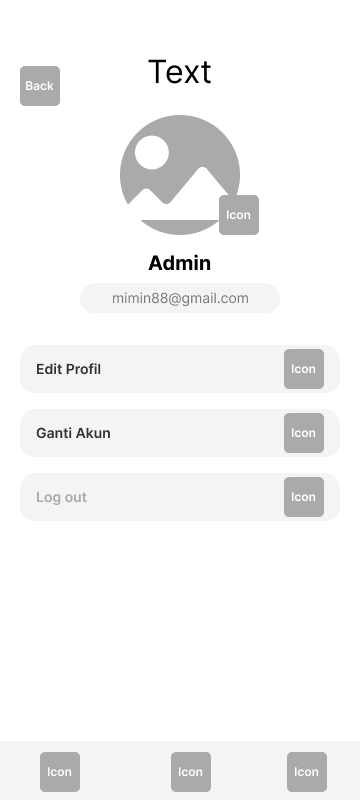 Text
Back
Icon
Admin
mimin88@gmail.com
Edit Profil
Icon
Ganti Akun
Icon
Log out
Icon
Icon
Icon
Icon